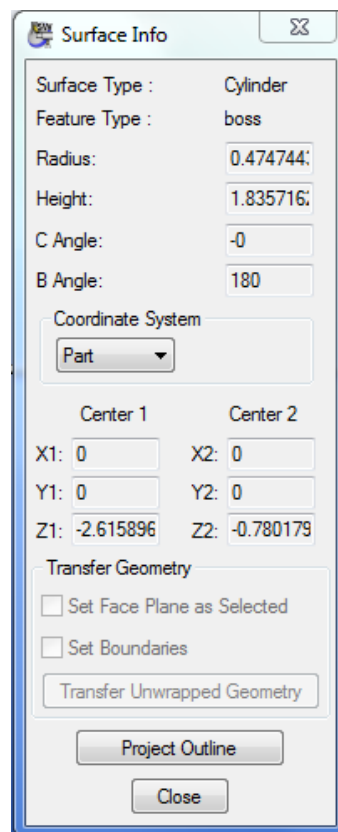 Surface Info
Surface Type : Cylinder
Feature Type : boss
Radius: 0.474744
Height: 1.835716
C Angle: -0
B Angle: 180
Coordinate System
Part
Center 1 Center 2
X1: 0 X2: 0
Y1: 0 Y2: 0
Z1: -2.615896 Z2: -0.780179
Transfer Geometry
Set Face Plane as Selected
Set Boundaries
Transfer Unwrapped Geometry
Project Outline
Close